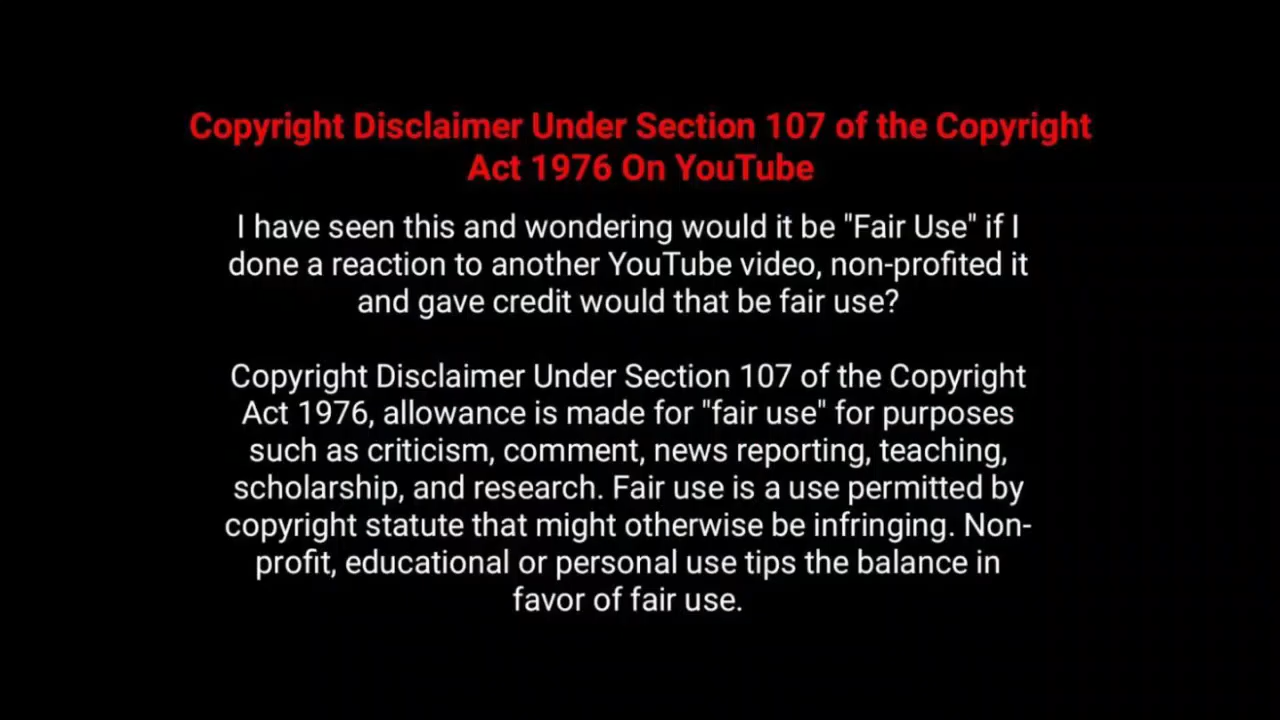 Copyright Disclaimer Under Section 107 of the Copyright
Act 1976 On YouTube
I have seen this and wondering would it be "Fair Use" if I
done a reaction to another YouTube video, non-profited it
and gave credit would that be fair use?
Copyright Disclaimer Under Section 107 of the Copyright
Act 1976, allowance is made for "fair use" for purposes
such as criticism, comment, news reporting, teaching,
scholarship, and research. Fair use is a use permitted by
copyright statute that might otherwise be infringing. Non-
profit, educational or personal use tips the balance in
favor of fair use.